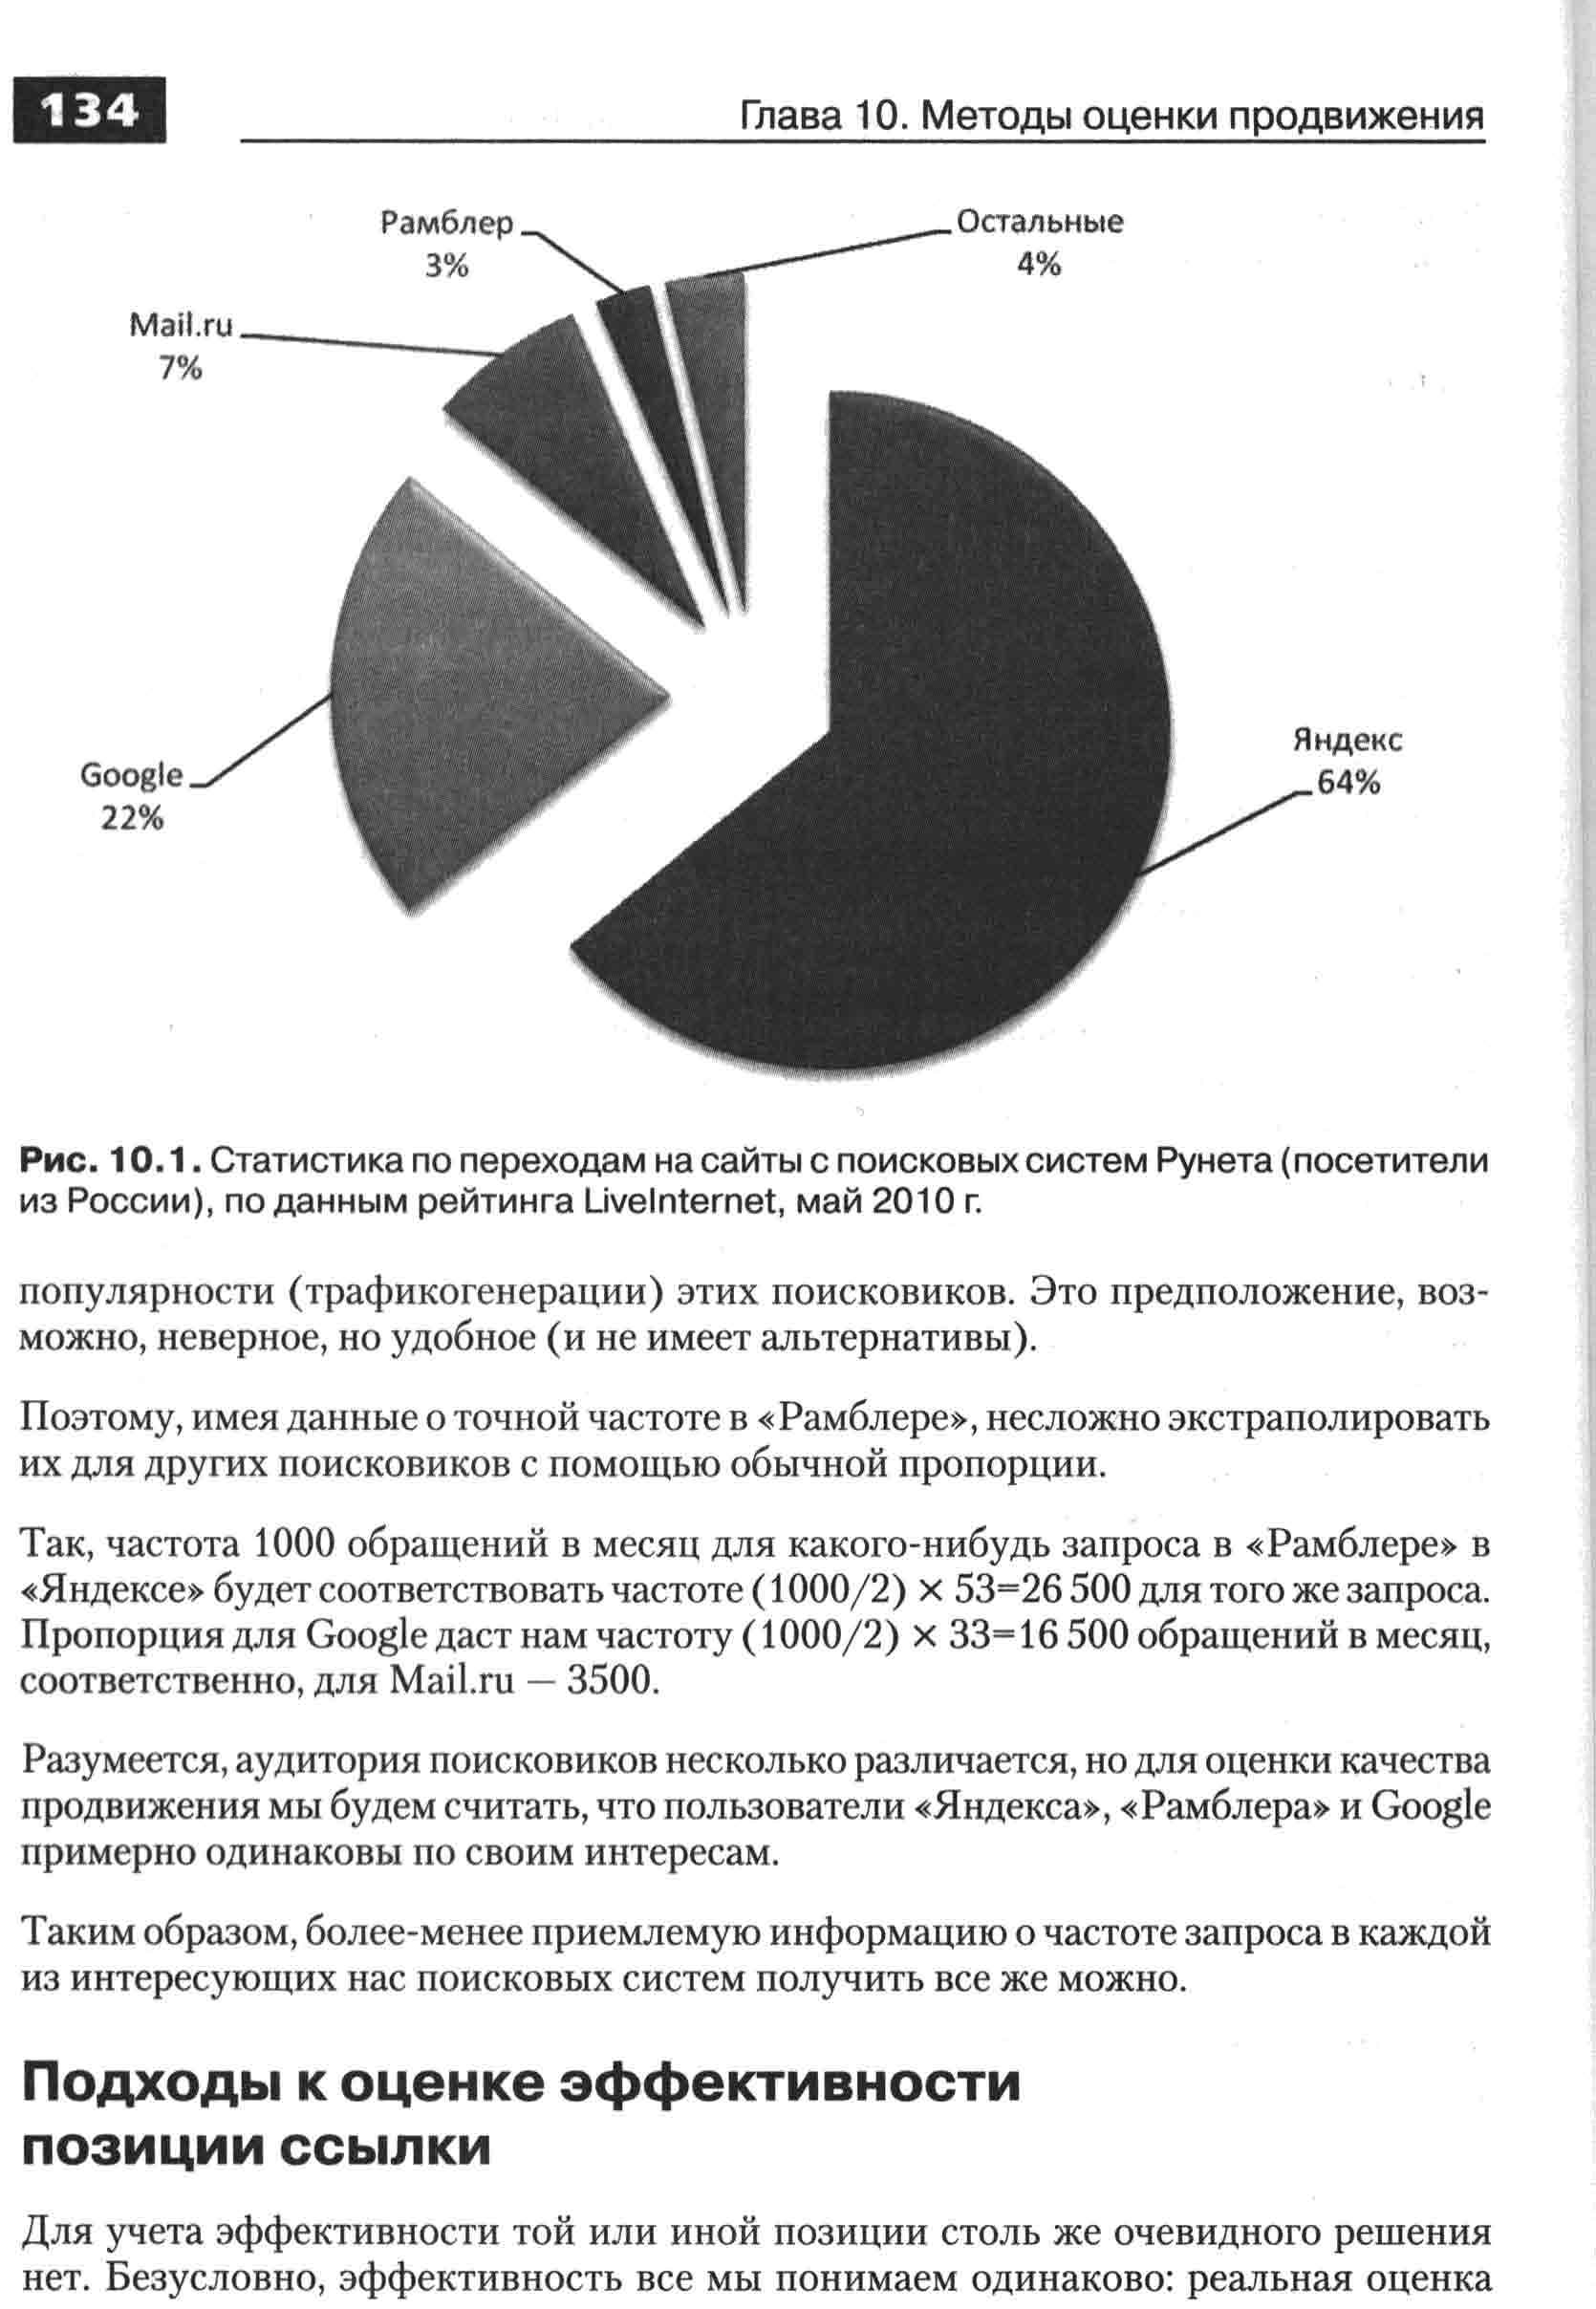 134
Глава 10. Методы оценки продвижения
Рамблер
3%
Остальные
4%
Mail.ru
7%
Google
22%
Яндекс
64%
Рис. 10.1. Статистика по переходам на сайты с поисковых систем Рунета (посетители
из России), по данным рейтинга LiveInternet, май 2010 г.
популярности (трафикогенерации) этих поисковиков. Это предположение, воз-
можно, неверное, но удобное (и не имеет альтернативы).
Поэтому, имея данные о точной частоте в «Рамблере», несложно экстраполировать
их для других поисковиков с помощью обычной пропорции.
Так, частота 1000 обращений в месяц для какого-нибудь запроса в «Рамблере» в
«Яндексе» будет соответствовать частоте (1000/2) × 53=26 500 для того же запроса.
Пропорция для Google даст нам частоту (1000/2) × 33=16 500 обращений в месяц,
соответственно, для Mail.ru — 3500.
Разумеется, аудитория поисковиков несколько различается, но для оценки качества
продвижения мы будем считать, что пользователи «Яндекса», «Рамблера» и Google
примерно одинаковы по своим интересам.
Таким образом, более-менее приемлемую информацию о частоте запроса в каждой
из интересующих нас поисковых систем получить все же можно.
Подходы к оценке эффективности
позиции ссылки
Для учета эффективности той или иной позиции столь же очевидного решения
нет. Безусловно, эффективность все мы понимаем одинаково: реальная оценка